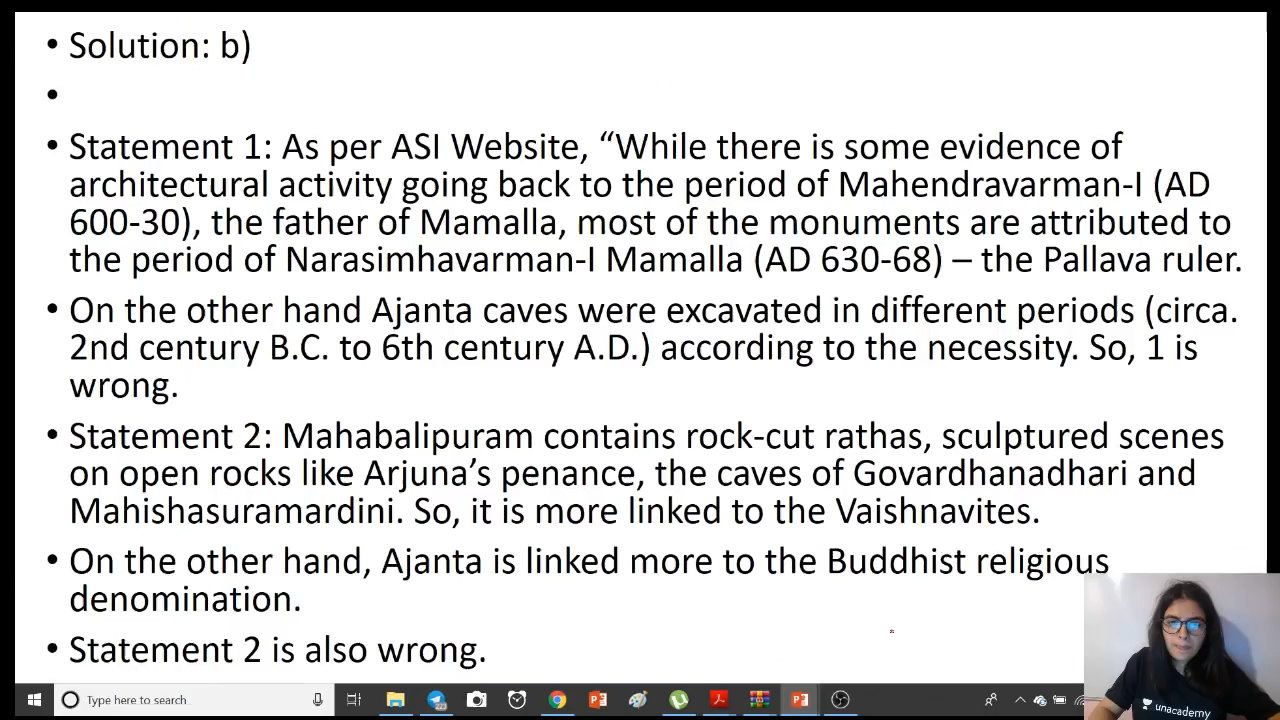 • Solution: b)
•
• Statement 1: As per ASI Website, “While there is some evidence of
architectural activity going back to the period of Mahendravarman-I (AD
600-30), the father of Mamalla, most of the monuments are attributed to
the period of Narasimhavarman-I Mamalla (AD 630-68) – the Pallava ruler.
• On the other hand Ajanta caves were excavated in different periods (circa.
2nd century B.C. to 6th century A.D.) according to the necessity. So, 1 is
wrong.
• Statement 2: Mahabalipuram contains rock-cut rathas, sculptured scenes
on open rocks like Arjuna’s penance, the caves of Govardhanadhari and
Mahishasuramardini. So, it is more linked to the Vaishnavites.
• On the other hand, Ajanta is linked more to the Buddhist religious
denomination.
• Statement 2 is also wrong.
Type here to search
unacademy